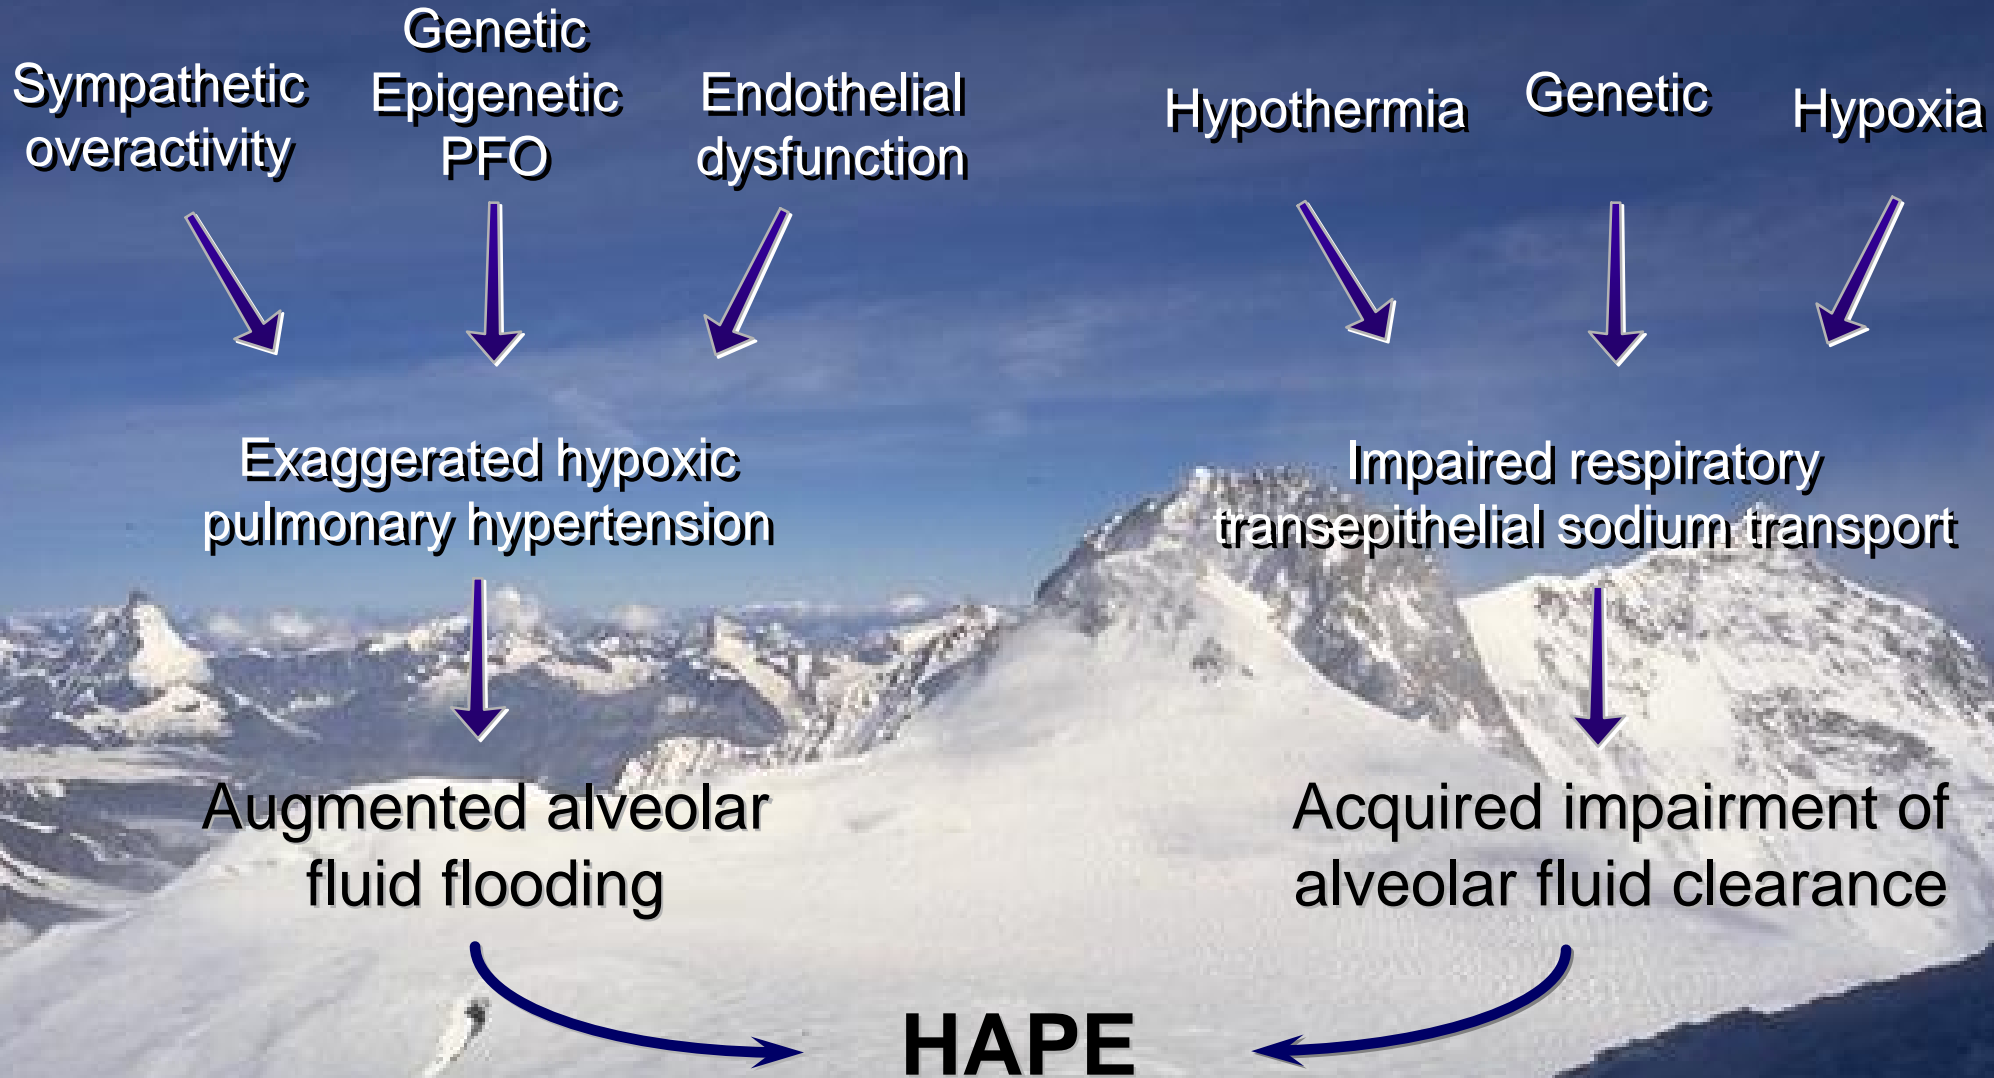 Sympathetic
overactivity
Genetic
Epigenetic
PFO
Endothelial
dysfunction
Hypothermia
Genetic
Hypoxia
Exaggerated hypoxic
pulmonary hypertension
Impaired respiratory
transepithelial sodium transport
Augmented alveolar
fluid flooding
Acquired impairment of
alveolar fluid clearance
HAPE